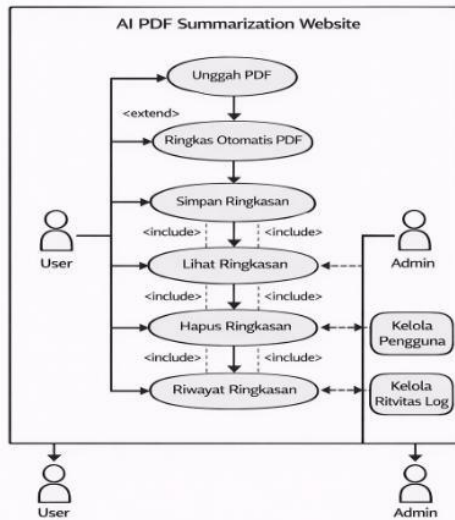 AI PDF Summarization Website
Unggah PDF
<extend>
Ringkas Otomatis PDF
Simpan Ringkasan
<include>
<include>
User
Lihat Ringkasan
Admin
<include>
<include>
Hapus Ringkasan
Kelola
Pengguna
<include>
<include>
Riwayat Ringkasan
Kelola
Ritvitas Log
User
Admin